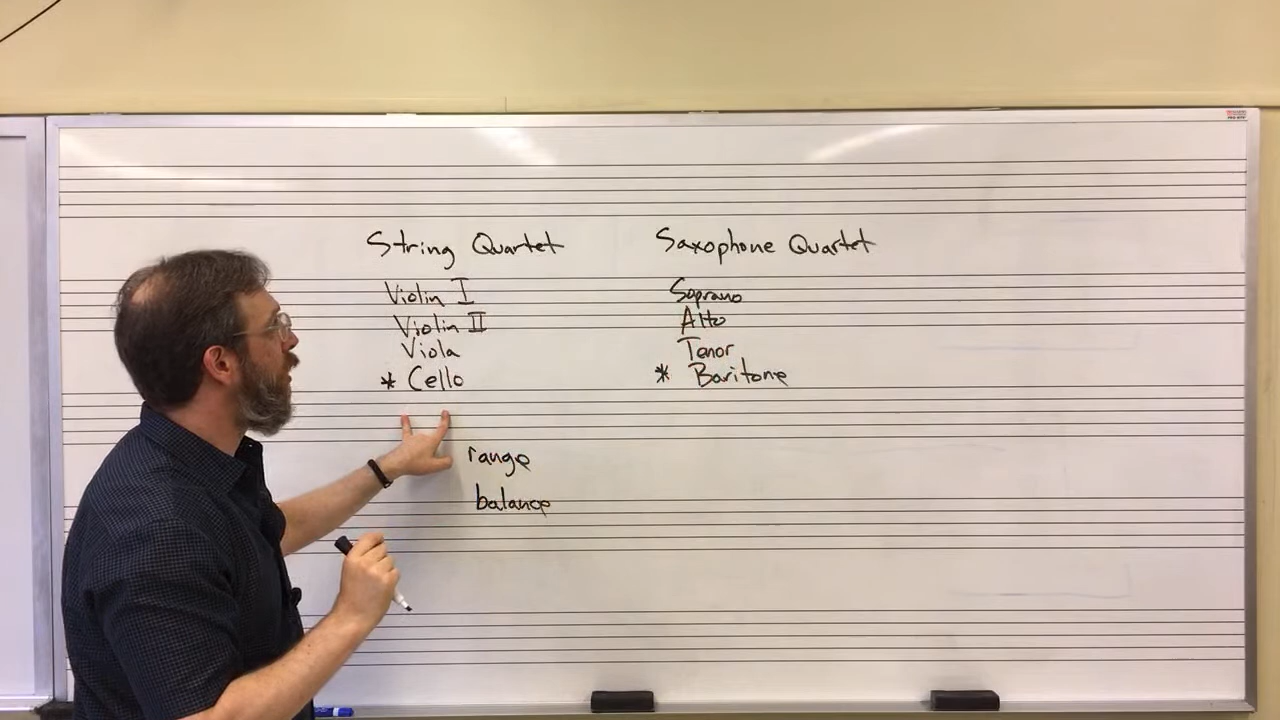 String Quartet
Violin I
Violin II
Viola
* Cello
Saxophone Quartet
Soprano
Alto
Tenor
* Baritone
range
balance